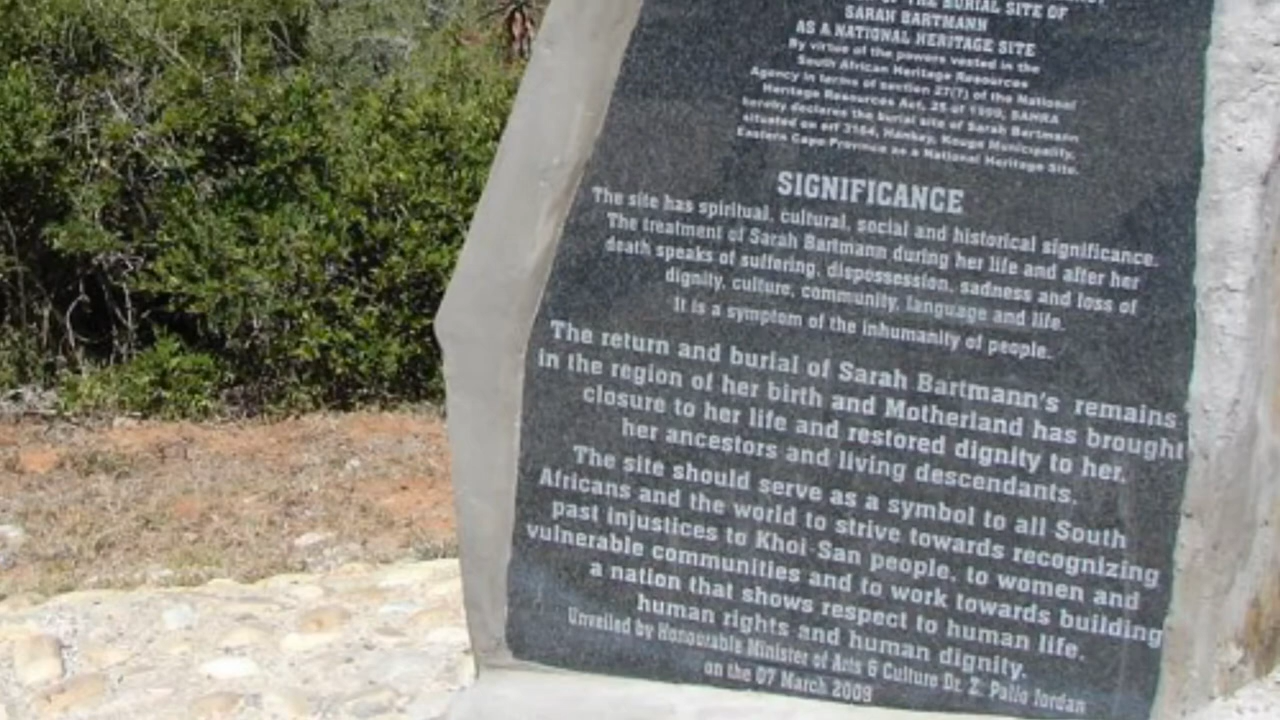 THE BURIAL SITE OF
SARAH BARTMANN
AS A NATIONAL HERITAGE SITE
By virtue of the powers vested in the
South African Heritage Resources
Agency in terms of section 27(7) of the National
Heritage Resources Act, 25 of 1999, SAHRA
hereby declares the burial site of Sarah Bartmann
situated on erf 3164, Hankey, Kouga Municipality,
Eastern Cape Province as a National Heritage Site.
SIGNIFICANCE
The site has spiritual, cultural, social and historical significance.
The treatment of Sarah Bartmann during her life and after her
death speaks of suffering, dispossession, sadness and loss of
dignity, culture, community, language and life.
It is a symptom of the inhumanity of people.
The return and burial of Sarah Bartmann's remains
in the region of her birth and Motherland has brought
closure to her life and restored dignity to her,
her ancestors and living descendants.
The site should serve as a symbol to all South
Africans and the world to strive towards recognizing
past injustices to Khoi-San people, to women and
vulnerable communities and to work towards building
a nation that shows respect to human life,
human rights and human dignity.
Unveiled by Honourable Minister of Arts & Culture Dr. Z. Pallo Jordan
on the 07 March 2009